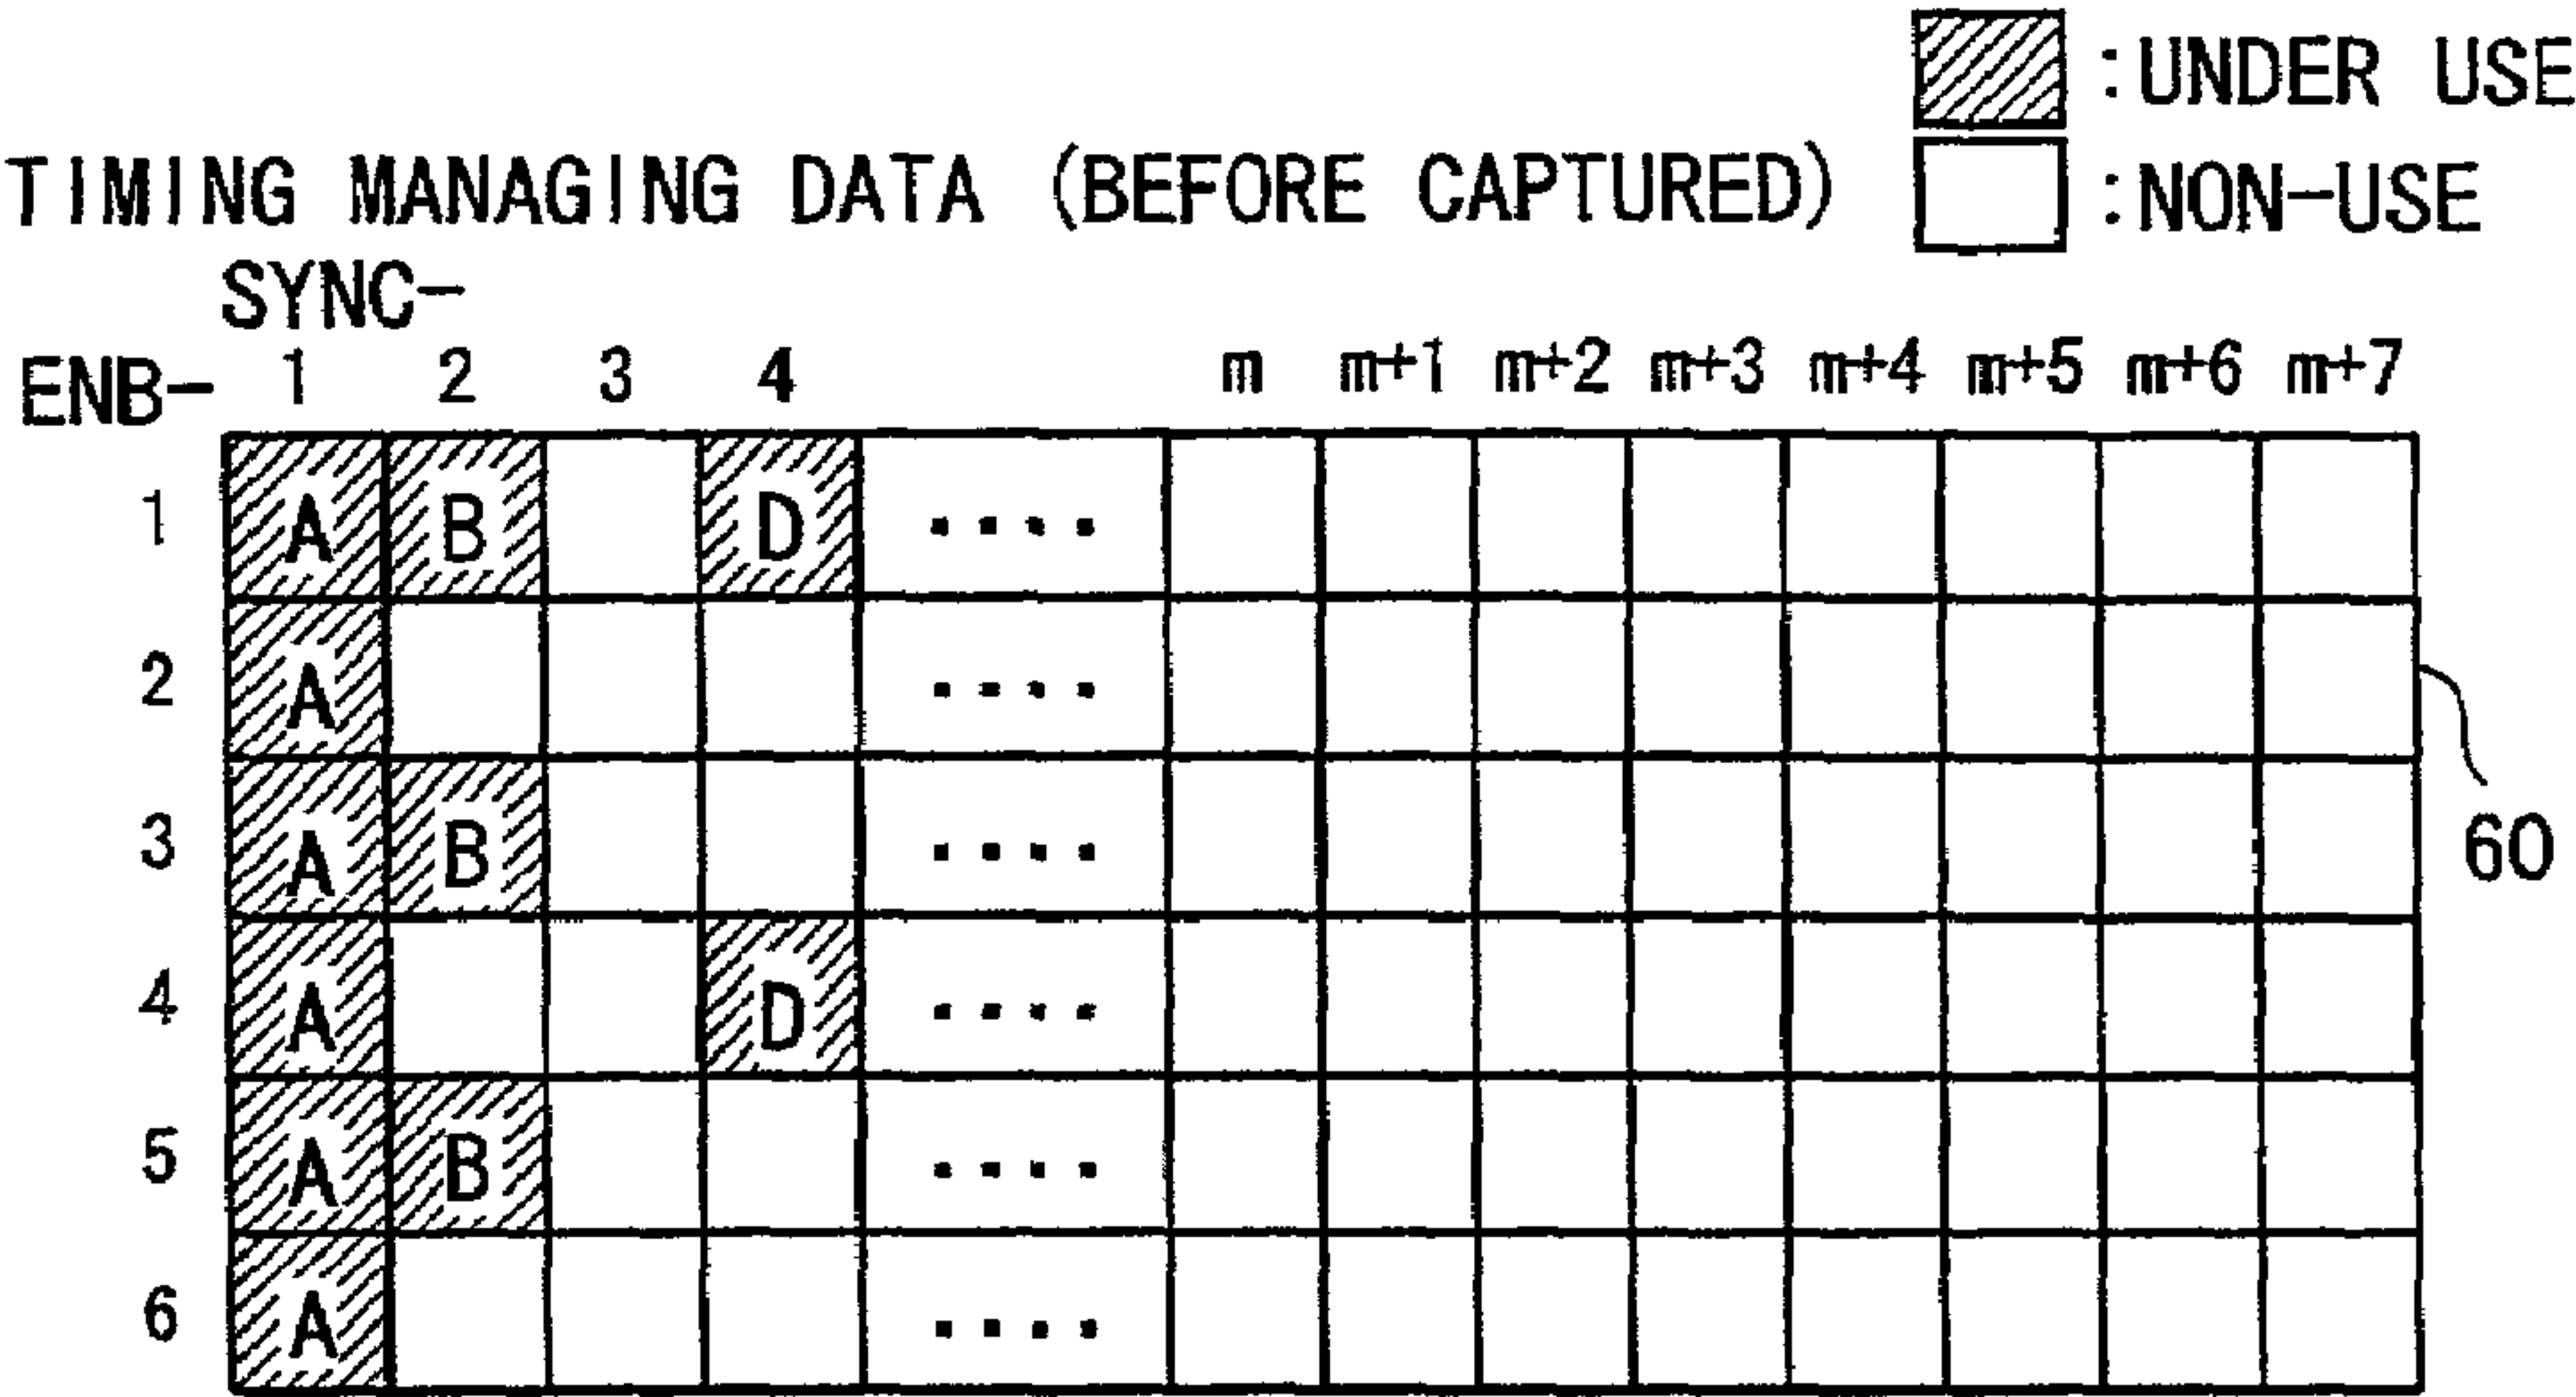 :UNDER USE
TIMING MANAGING DATA (BEFORE CAPTURED)
:NON-USE
SYNC-
ENB- 1 2 3 4 m m+1 m+2 m+3 m+4 m+5 m+6 m+7
1 A B D ....
2 A ....
3 A B ....
60
4 A D ....
5 A B ....
6 A ....